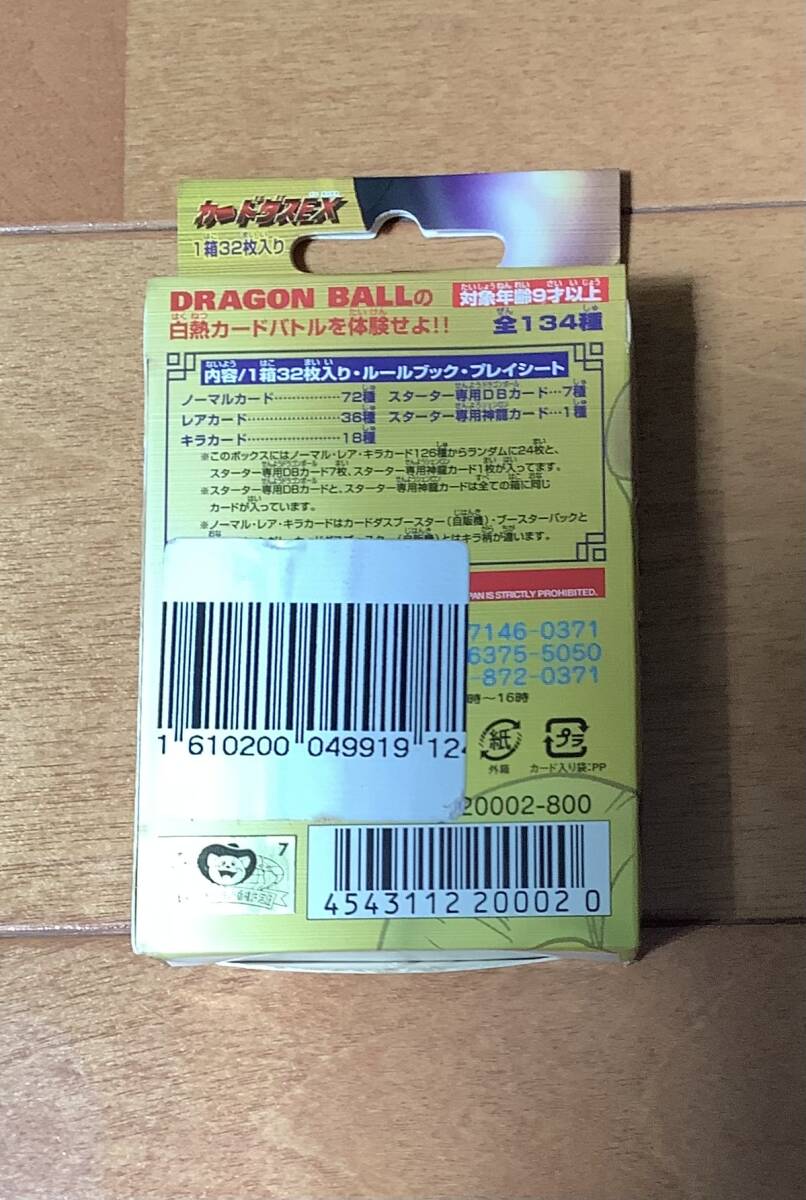 カードダスEX
1箱32枚入り
DRAGON BALLの
白熱カードバトルを体験せよ!!
対象年齢9才以上
全134種
内容/1箱32枚入り・ルールブック・プレイシート
ノーマルカード………………72種 スターター専用DBカード…7種
レアカード……………………36種 スターター専用神龍カード…1種
キラカード……………………18種
※このボックスにはノーマル・レア・キラカード126種からランダムに24枚と、
スターター専用DBカード7枚、スターター専用神龍カード1枚が入ってます。
※スターター専用DBカードと、スターター専用神龍カードは全ての箱に同じ
カードが入っています。
※ノーマル・レア・キラカードはカードダスブースター(自販機)・ブースターパックと
(自販機)とはキラ柄が違います。
IS STRICTLY PROHIBITED.
7146-0371
6375-5050
-872-0371
時〜16時
1 610200 049919 12
紙
外箱
プラ
カード入り袋:PP
20002-800
7
4543112 200020